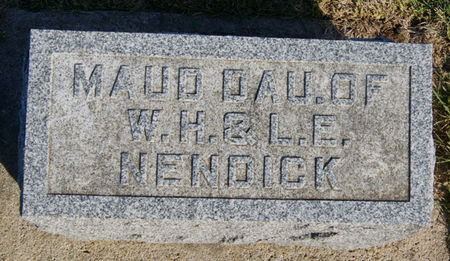 MAUD DAU. OF
W. H. & L. E.
NENDICK